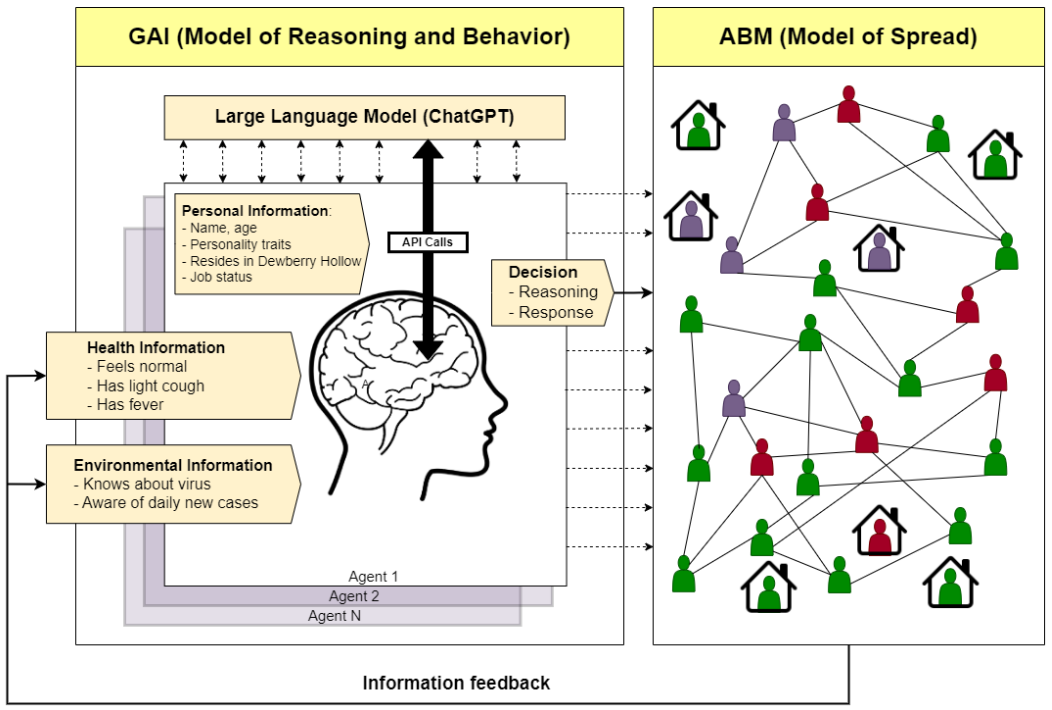 GAI (Model of Reasoning and Behavior)
ABM (Model of Spread)
Large Language Model (ChatGPT)
Personal Information:
- Name, age
- Personality traits
- Resides in Dewberry Hollow
- Job status
API Calls
Decision
- Reasoning
- Response
Health Information
- Feels normal
- Has light cough
- Has fever
Environmental Information
- Knows about virus
- Aware of daily new cases
Agent 1
Agent 2
Agent N
Information feedback